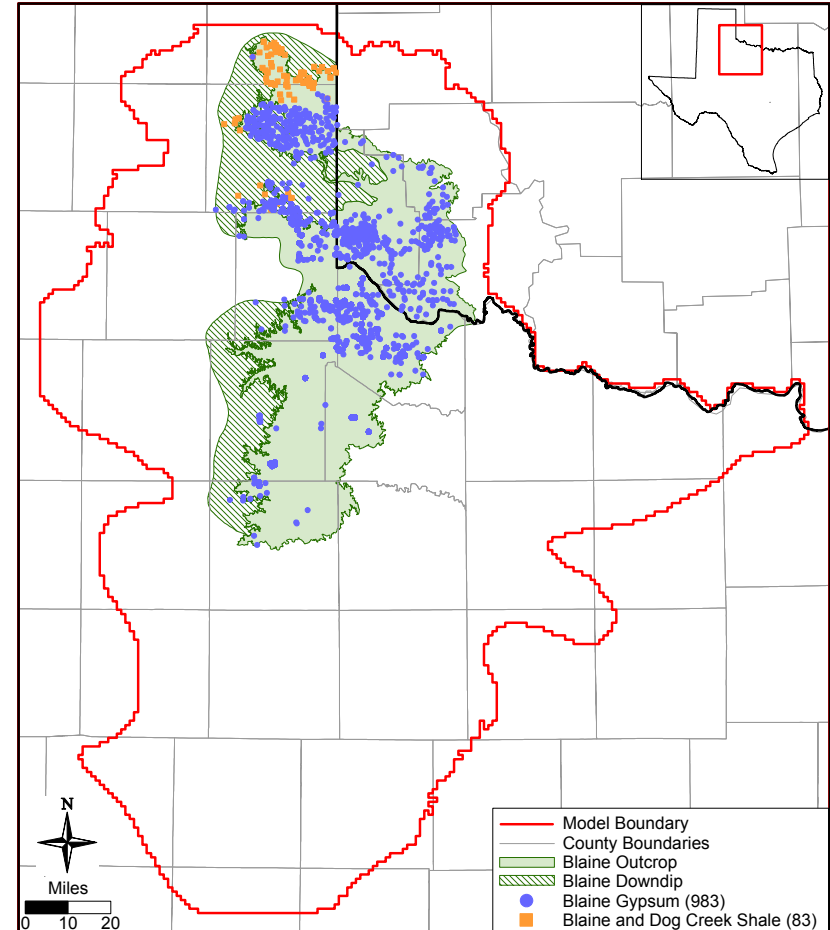 N
Miles
0 10 20
Model Boundary
County Boundaries
Blaine Outcrop
Blaine Downdip
Blaine Gypsum (983)
Blaine and Dog Creek Shale (83)